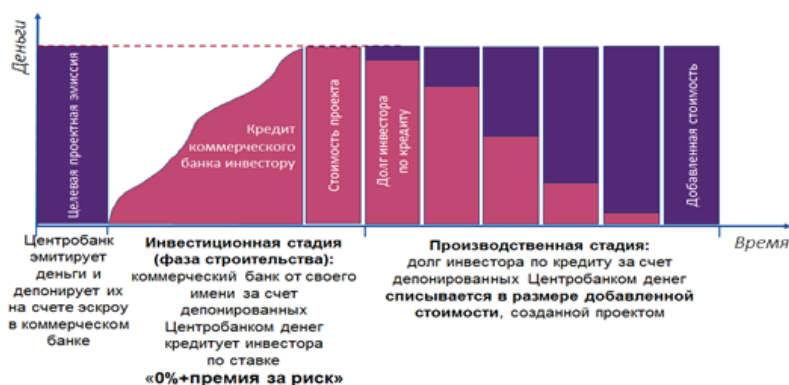 Деньги
Целевая проектная эмиссия
Кредит
коммерческого
банка инвестору
Стоимость проекта
Долг инвестора
по кредиту
Добавленная стоимость
Время
Центробанк
эмитирует
деньги и
депонирует их
на счете эскроу
в коммерческом
банке
Инвестиционная стадия
(фаза строительства):
коммерческий банк от своего
имени за счет
депонированных
Центробанком денег
кредитует инвестора
по ставке
«0%+премия за риск»
Производственная стадия:
долг инвестора по кредиту за счет
депонированных Центробанком денег
списывается в размере добавленной
стоимости, созданной проектом